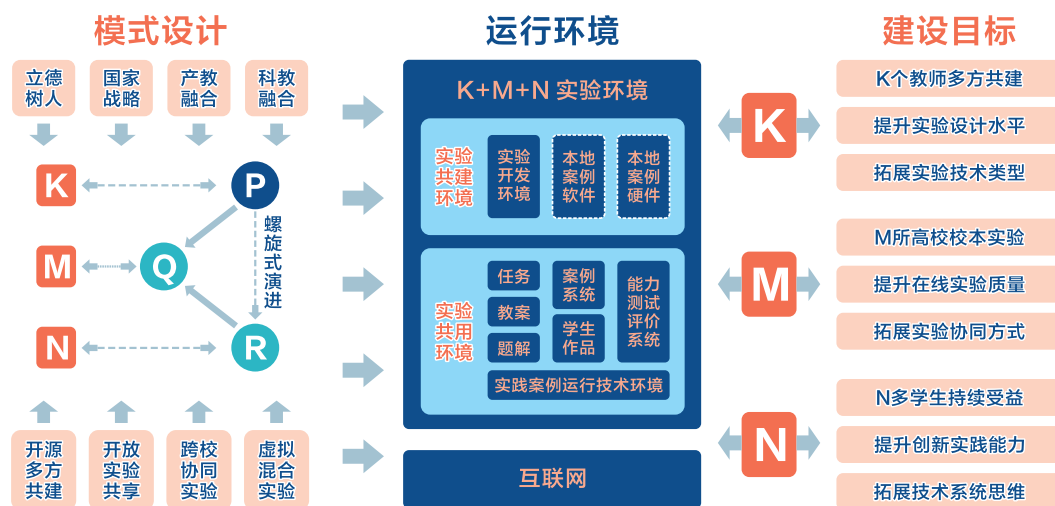 模式设计
立德
树人
国家
战略
产教
融合
科教
融合
K
P
M
Q
螺旋式演进
N
R
开源
多方
共建
开放
实验
共享
跨校
协同
实验
虚拟
混合
实验
运行环境
K+M+N 实验环境
实验
共建
环境
实验
开发
环境
本地
案例
软件
本地
案例
硬件
实验
共用
环境
任务
教案
题解
案例
系统
学生
作品
能力
测试
评价
系统
实践案例运行技术环境
互联网
建设目标
K
K个教师多方共建
提升实验设计水平
拓展实验技术类型
M
M所高校校本实验
提升在线实验质量
拓展实验协同方式
N
N多学生持续受益
提升创新实践能力
拓展技术系统思维